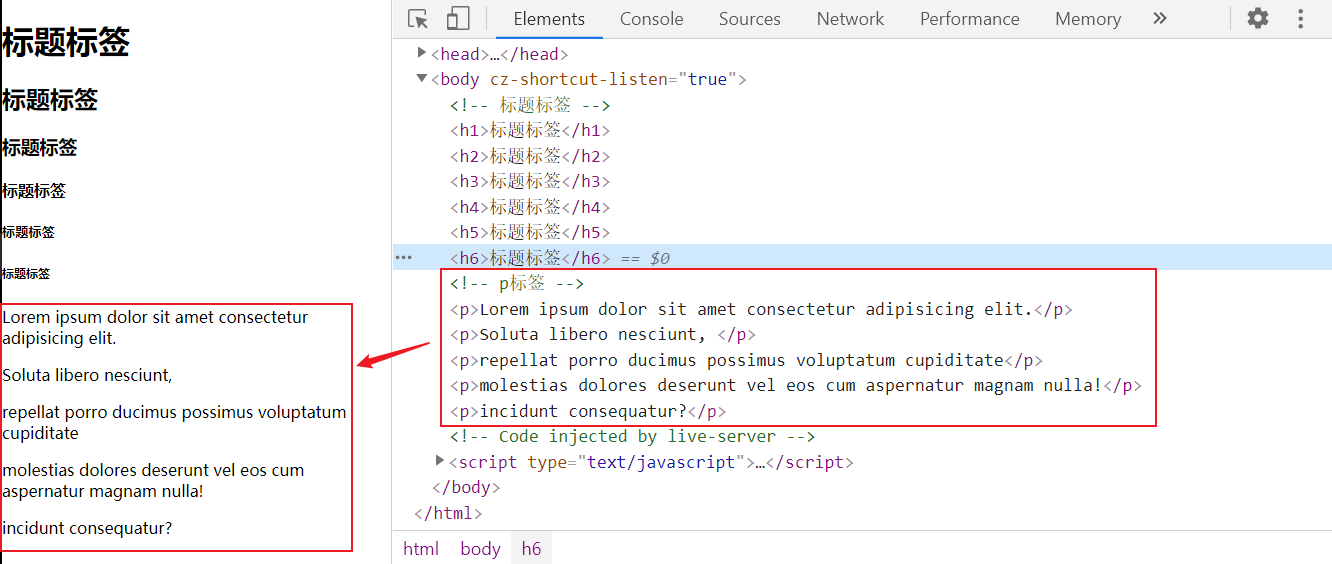 标题标签
标题标签
标题标签
标题标签
标题标签
标题标签
Lorem ipsum dolor sit amet consectetur
adipisicing elit.
Soluta libero nesciunt,
repellat porro ducimus possimus voluptatum
cupiditate
molestias dolores deserunt vel eos cum
aspernatur magnam nulla!
incidunt consequatur?
Elements Console Sources Network Performance Memory
<head>…</head>
<body cz-shortcut-listen="true">
<!-- 标题标签 -->
<h1>标题标签</h1>
<h2>标题标签</h2>
<h3>标题标签</h3>
<h4>标题标签</h4>
<h5>标题标签</h5>
<h6>标题标签</h6> == $0
<!-- p标签 -->
<p>Lorem ipsum dolor sit amet consectetur adipisicing elit.</p>
<p>Soluta libero nesciunt, </p>
<p>repellat porro ducimus possimus voluptatum cupiditate</p>
<p>molestias dolores deserunt vel eos cum aspernatur magnam nulla!</p>
<p>incidunt consequatur?</p>
<!-- Code injected by live-server -->
<script type="text/javascript">…</script>
</body>
</html>
html body h6